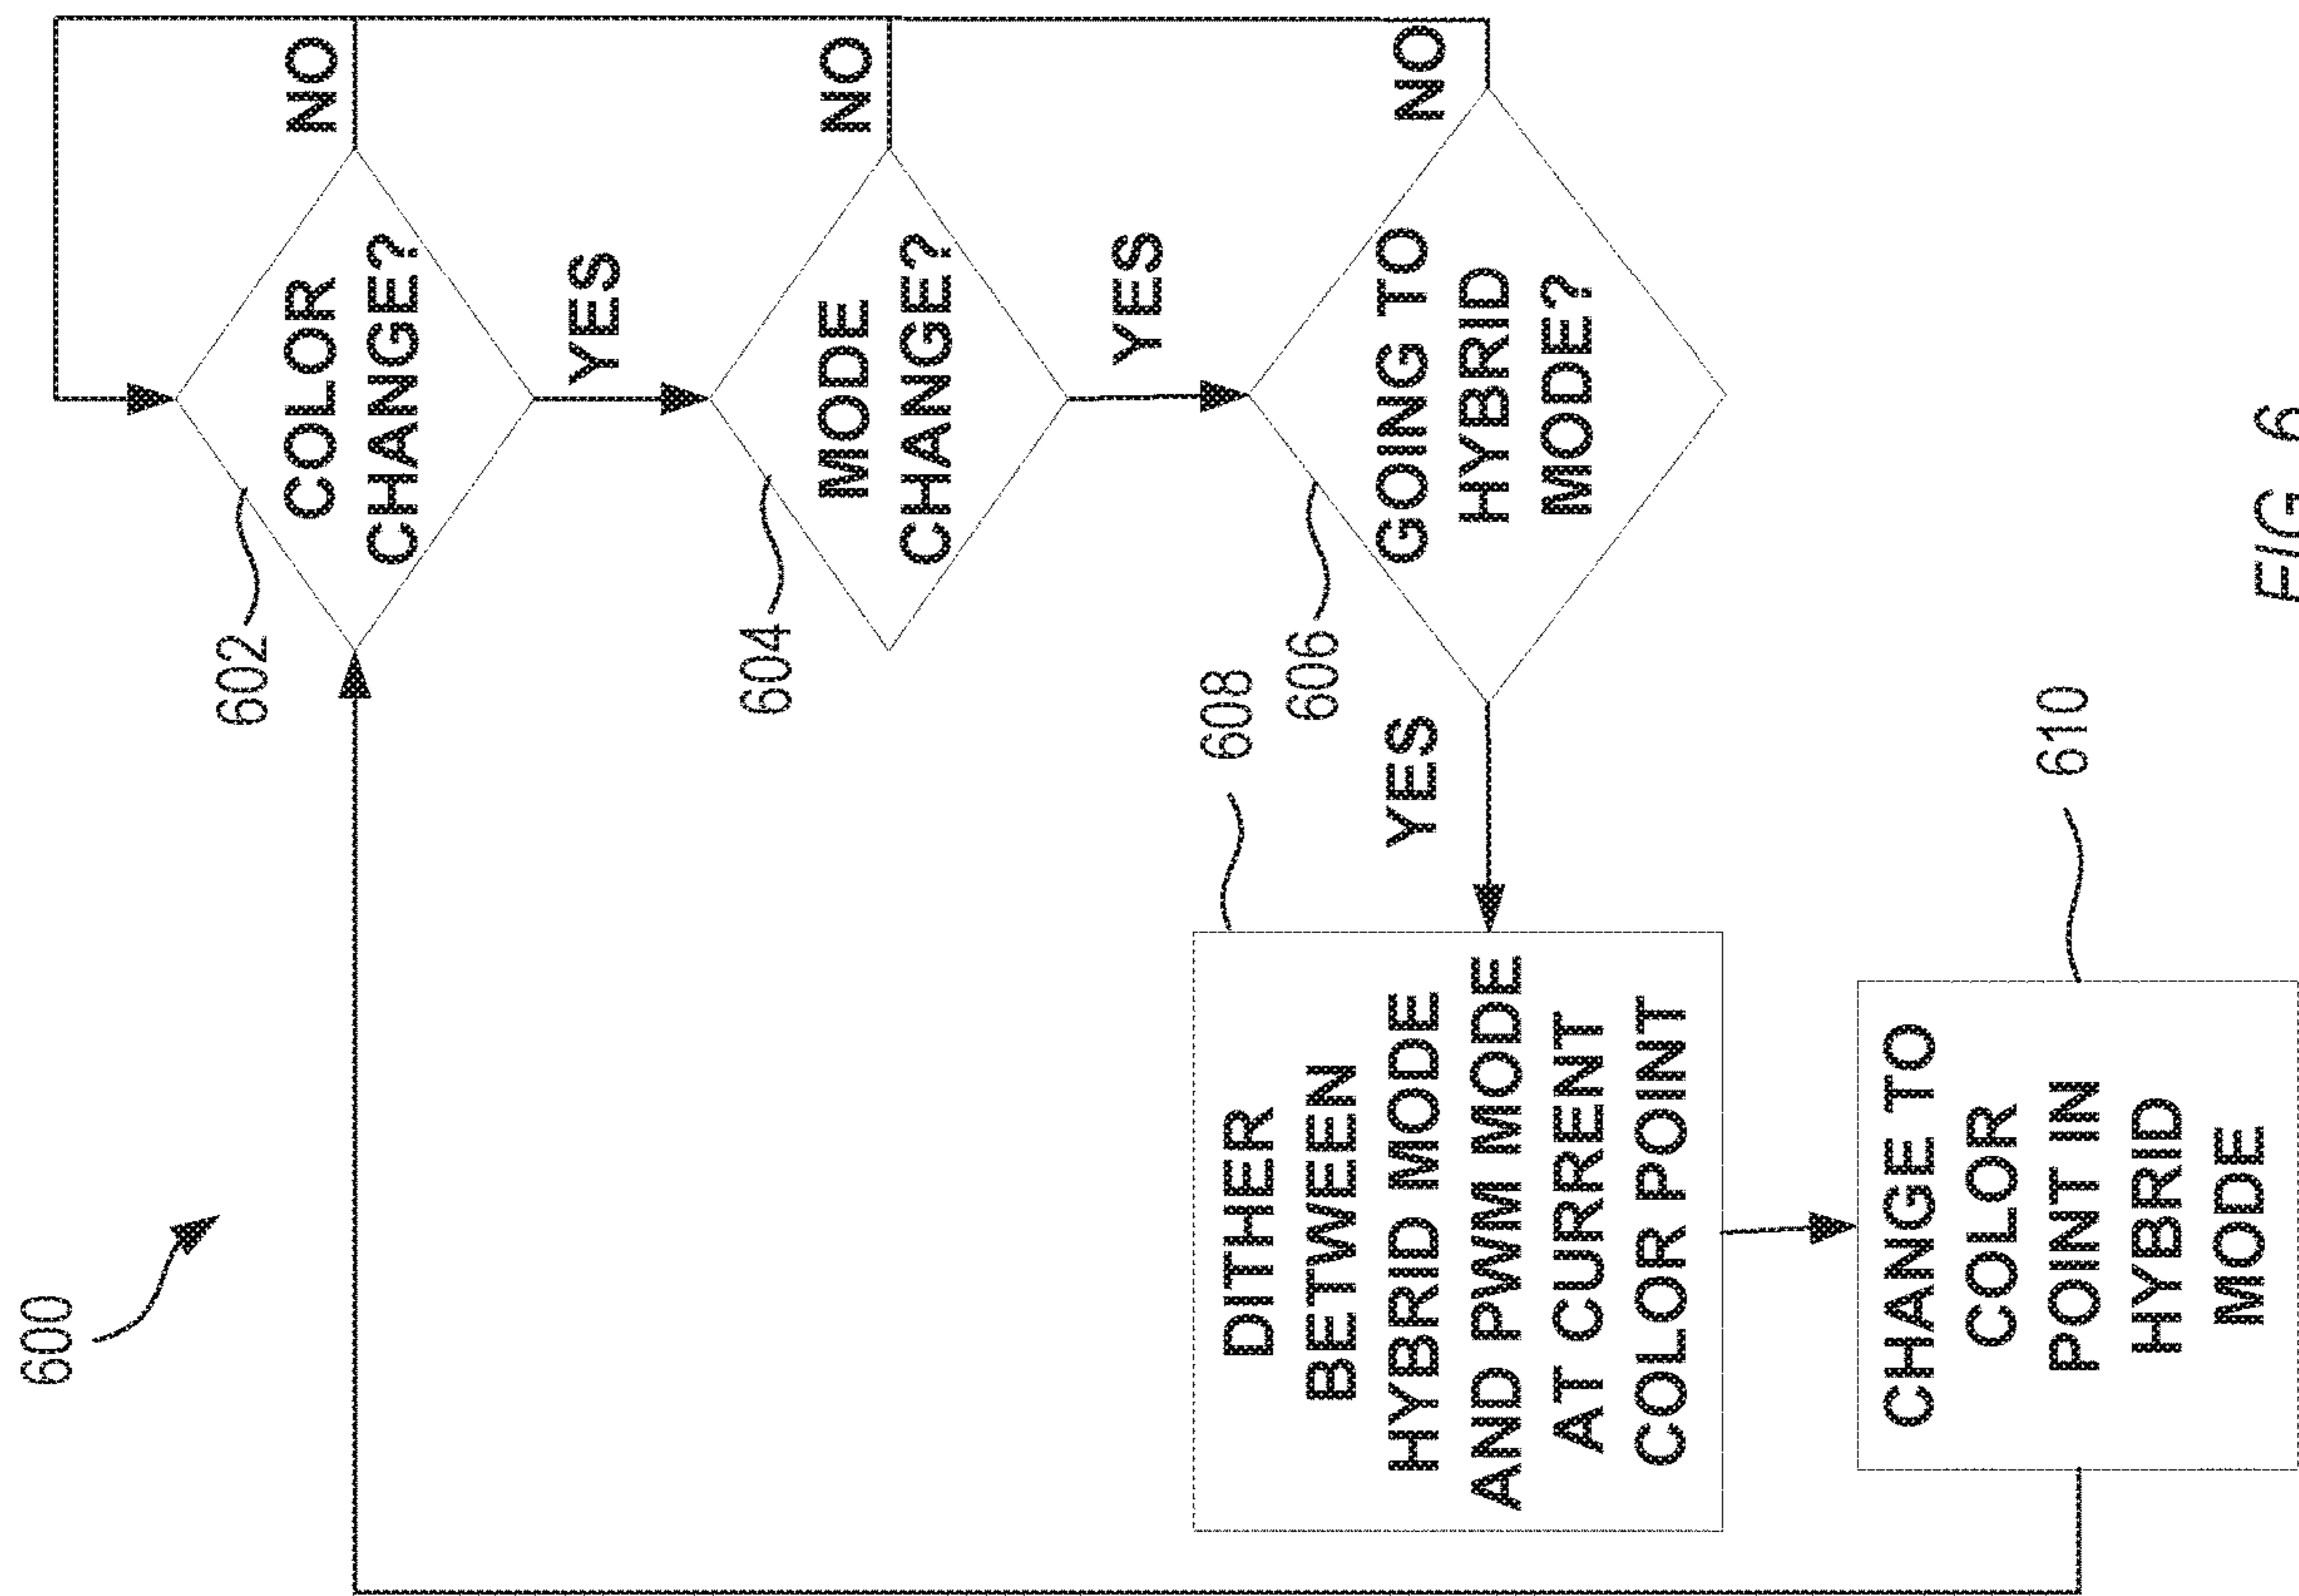 600
602
COLOR
CHANGE?
NO
YES
604
MODE
CHANGE?
NO
YES
606
GOING TO
HYBRID
MODE?
NO
YES
608
DITHER
BETWEEN
HYBRID MODE
AND PWM MODE
AT CURRENT
COLOR POINT
610
CHANGE TO
COLOR
POINT IN
HYBRID
MODE
FIG. 6